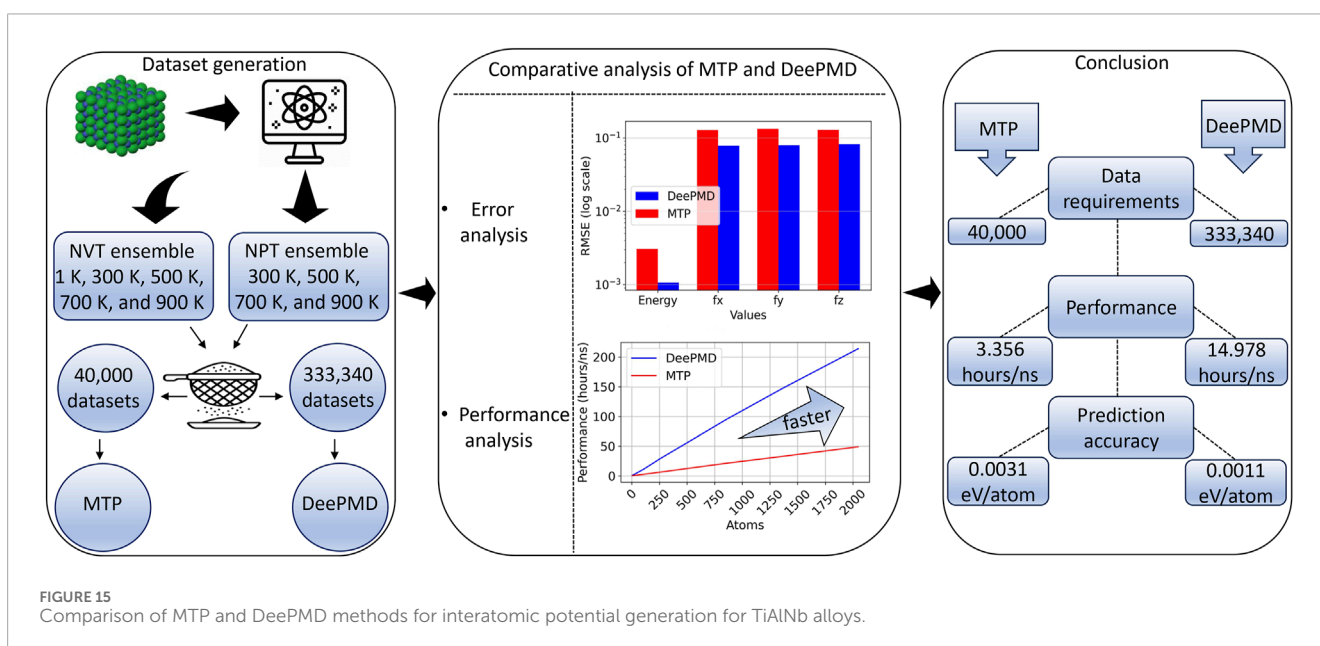 Dataset generation
NVT ensemble
1 K, 300 K, 500 K,
700 K, and 900 K
NPT ensemble
300 K, 500 K,
700 K, and 900 K
40,000
datasets
333,340
datasets
MTP
DeePMD
Comparative analysis of MTP and DeePMD
• Error
analysis
RMSE (log scale)
10⁻¹
10⁻²
10⁻³
DeePMD
MTP
Energy fx fy fz
Values
• Performance
analysis
Performance (hours/ns)
200
150
100
50
0
DeePMD
MTP
faster
0 250 500 750 1000 1250 1500 1750 2000
Atoms
Conclusion
MTP
DeePMD
Data
requirements
40,000
333,340
Performance
3.356
hours/ns
14.978
hours/ns
Prediction
accuracy
0.0031
eV/atom
0.0011
eV/atom
FIGURE 15
Comparison of MTP and DeePMD methods for interatomic potential generation for TiAlNb alloys.